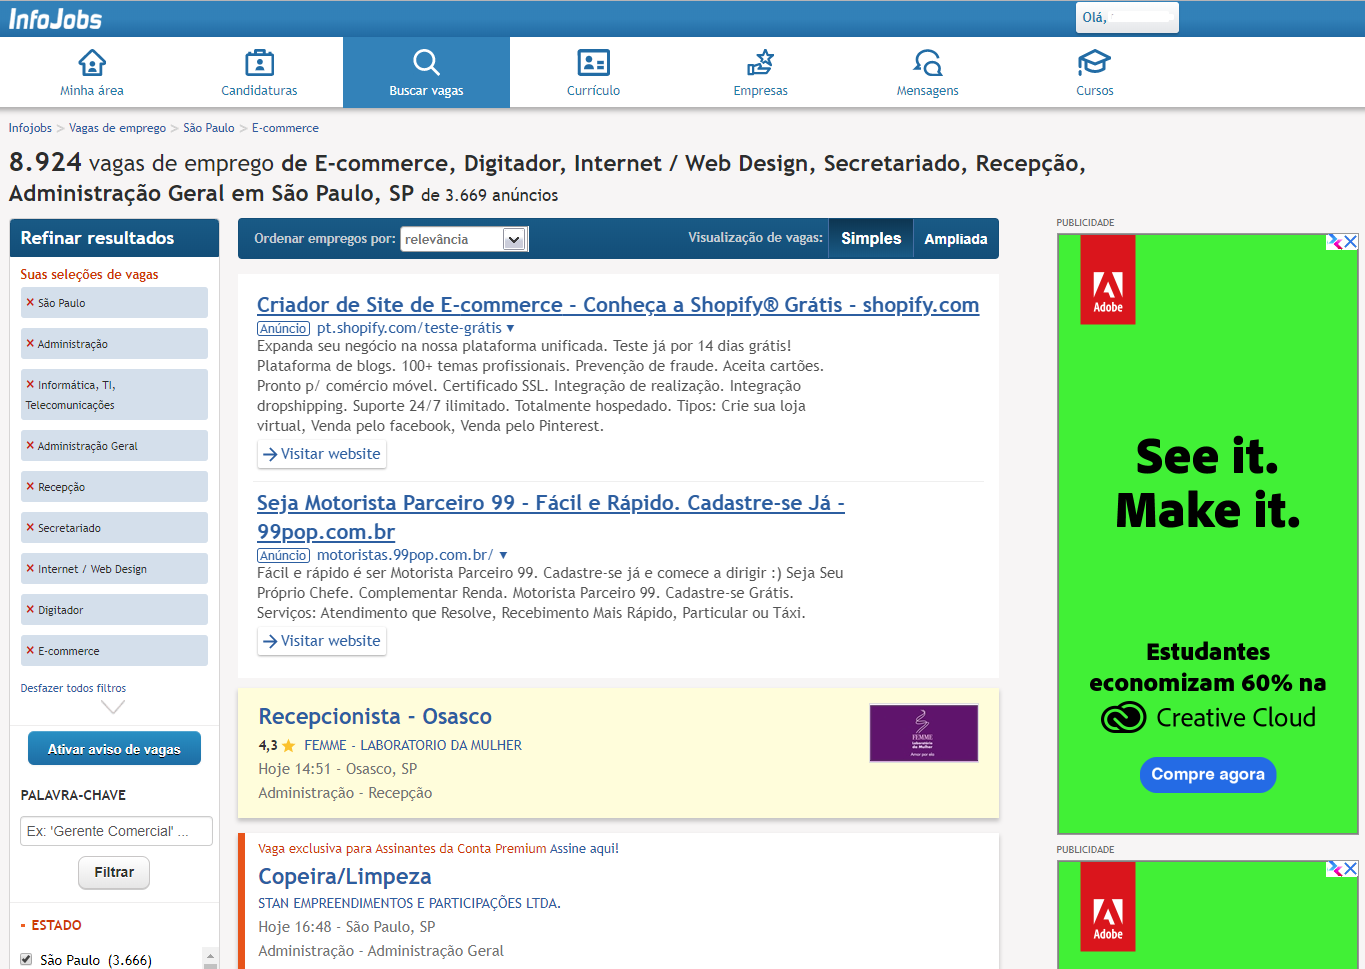 InfoJobs
Olá,
Minha área
Candidaturas
Buscar vagas
Currículo
Empresas
Mensagens
Cursos
Infojobs > Vagas de emprego > São Paulo > E-commerce
8.924 vagas de emprego de E-commerce, Digitador, Internet / Web Design, Secretariado, Recepção,
Administração Geral em São Paulo, SP de 3.669 anúncios
Refinar resultados
Suas seleções de vagas
× São Paulo
× Administração
× Informática, TI,
Telecomunicações
× Administração Geral
× Recepção
× Secretariado
× Internet / Web Design
× Digitador
× E-commerce
Desfazer todos filtros
Ativar aviso de vagas
PALAVRA-CHAVE
Ex: 'Gerente Comercial' ...
Filtrar
- ESTADO
São Paulo (3.666)
Ordenar empregos por: relevância
Visualização de vagas: Simples Ampliada
Criador de Site de E-commerce - Conheça a Shopify® Grátis - shopify.com
Anúncio pt.shopify.com/teste-grátis ▼
Expanda seu negócio na nossa plataforma unificada. Teste já por 14 dias grátis!
Plataforma de blogs. 100+ temas profissionais. Prevenção de fraude. Aceita cartões.
Pronto p/ comércio móvel. Certificado SSL. Integração de realização. Integração
dropshipping. Suporte 24/7 ilimitado. Totalmente hospedado. Tipos: Crie sua loja
virtual, Venda pelo facebook, Venda pelo Pinterest.
→ Visitar website
Seja Motorista Parceiro 99 - Fácil e Rápido. Cadastre-se Já -
99pop.com.br
Anúncio motoristas.99pop.com.br/ ▼
Fácil e rápido é ser Motorista Parceiro 99. Cadastre-se já e comece a dirigir :) Seja Seu
Próprio Chefe. Complementar Renda. Motorista Parceiro 99. Cadastre-se Grátis.
Serviços: Atendimento que Resolve, Recebimento Mais Rápido, Particular ou Táxi.
→ Visitar website
Recepcionista - Osasco
4,3 ★ FEMME - LABORATORIO DA MULHER
Hoje 14:51 - Osasco, SP
Administração - Recepção
FEMME
Laboratório
da Mulher
Amor por ela
Vaga exclusiva para Assinantes da Conta Premium Assine aqui!
Copeira/Limpeza
STAN EMPREENDIMENTOS E PARTICIPAÇÕES LTDA.
Hoje 16:48 - São Paulo, SP
Administração - Administração Geral
PUBLICIDADE
Adobe
See it.
Make it.
Estudantes
economizam 60% na
Creative Cloud
Compre agora
PUBLICIDADE
Adobe